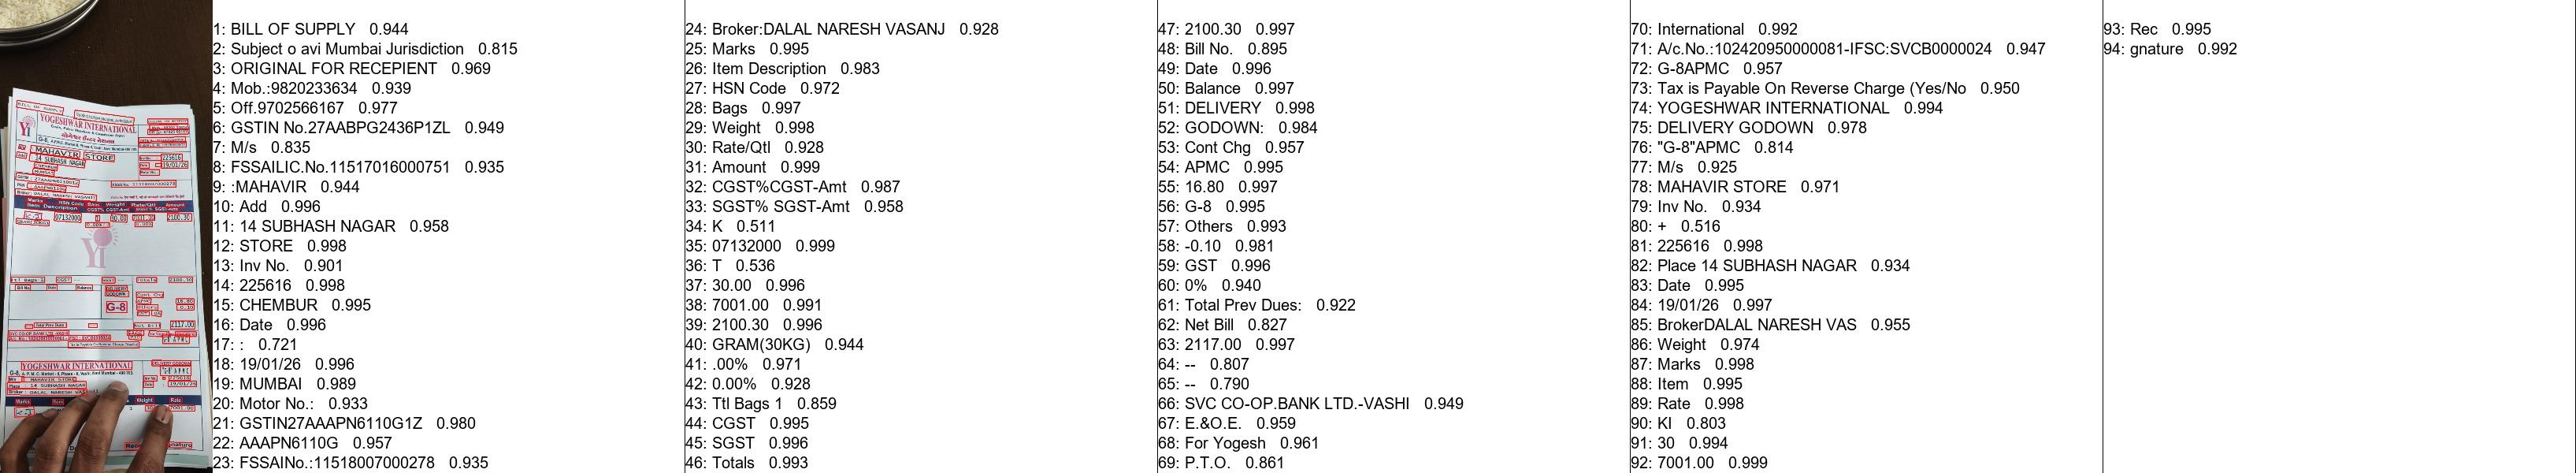 YOGESHWAR INTERNATIONAL
MAHAVIR STORE
14 SUBHASH NAGAR
225616
19/01/26
07132000
2100.30
G-8
2117.00
YOGESHWAR INTERNATIONAL
1: BILL OF SUPPLY 0.944
2: Subject o avi Mumbai Jurisdiction 0.815
3: ORIGINAL FOR RECEPIENT 0.969
4: Mob.:9820233634 0.939
5: Off.9702566167 0.977
6: GSTIN No.27AABPG2436P1ZL 0.949
7: M/s 0.835
8: FSSAILIC.No.11517016000751 0.935
9: :MAHAVIR 0.944
10: Add 0.996
11: 14 SUBHASH NAGAR 0.958
12: STORE 0.998
13: Inv No. 0.901
14: 225616 0.998
15: CHEMBUR 0.995
16: Date 0.996
17: : 0.721
18: 19/01/26 0.996
19: MUMBAI 0.989
20: Motor No.: 0.933
21: GSTIN27AAAPN6110G1Z 0.980
22: AAAPN6110G 0.957
23: FSSAINo.:11518007000278 0.935
24: Broker:DALAL NARESH VASANJ 0.928
25: Marks 0.995
26: Item Description 0.983
27: HSN Code 0.972
28: Bags 0.997
29: Weight 0.998
30: Rate/Qtl 0.928
31: Amount 0.999
32: CGST%CGST-Amt 0.987
33: SGST% SGST-Amt 0.958
34: K 0.511
35: 07132000 0.999
36: T 0.536
37: 30.00 0.996
38: 7001.00 0.991
39: 2100.30 0.996
40: GRAM(30KG) 0.944
41: .00% 0.971
42: 0.00% 0.928
43: Ttl Bags 1 0.859
44: CGST 0.995
45: SGST 0.996
46: Totals 0.993
47: 2100.30 0.997
48: Bill No. 0.895
49: Date 0.996
50: Balance 0.997
51: DELIVERY 0.998
52: GODOWN: 0.984
53: Cont Chg 0.957
54: APMC 0.995
55: 16.80 0.997
56: G-8 0.995
57: Others 0.993
58: -0.10 0.981
59: GST 0.996
60: 0% 0.940
61: Total Prev Dues: 0.922
62: Net Bill 0.827
63: 2117.00 0.997
64: -- 0.807
65: -- 0.790
66: SVC CO-OP.BANK LTD.-VASHI 0.949
67: E.&O.E. 0.959
68: For Yogesh 0.961
69: P.T.O. 0.861
70: International 0.992
71: A/c.No.:102420950000081-IFSC:SVCB0000024 0.947
72: G-8APMC 0.957
73: Tax is Payable On Reverse Charge (Yes/No 0.950
74: YOGESHWAR INTERNATIONAL 0.994
75: DELIVERY GODOWN 0.978
76: "G-8"APMC 0.814
77: M/s 0.925
78: MAHAVIR STORE 0.971
79: Inv No. 0.934
80: + 0.516
81: 225616 0.998
82: Place 14 SUBHASH NAGAR 0.934
83: Date 0.995
84: 19/01/26 0.997
85: BrokerDALAL NARESH VAS 0.955
86: Weight 0.974
87: Marks 0.998
88: Item 0.995
89: Rate 0.998
90: KI 0.803
91: 30 0.994
92: 7001.00 0.999
93: Rec 0.995
94: gnature 0.992